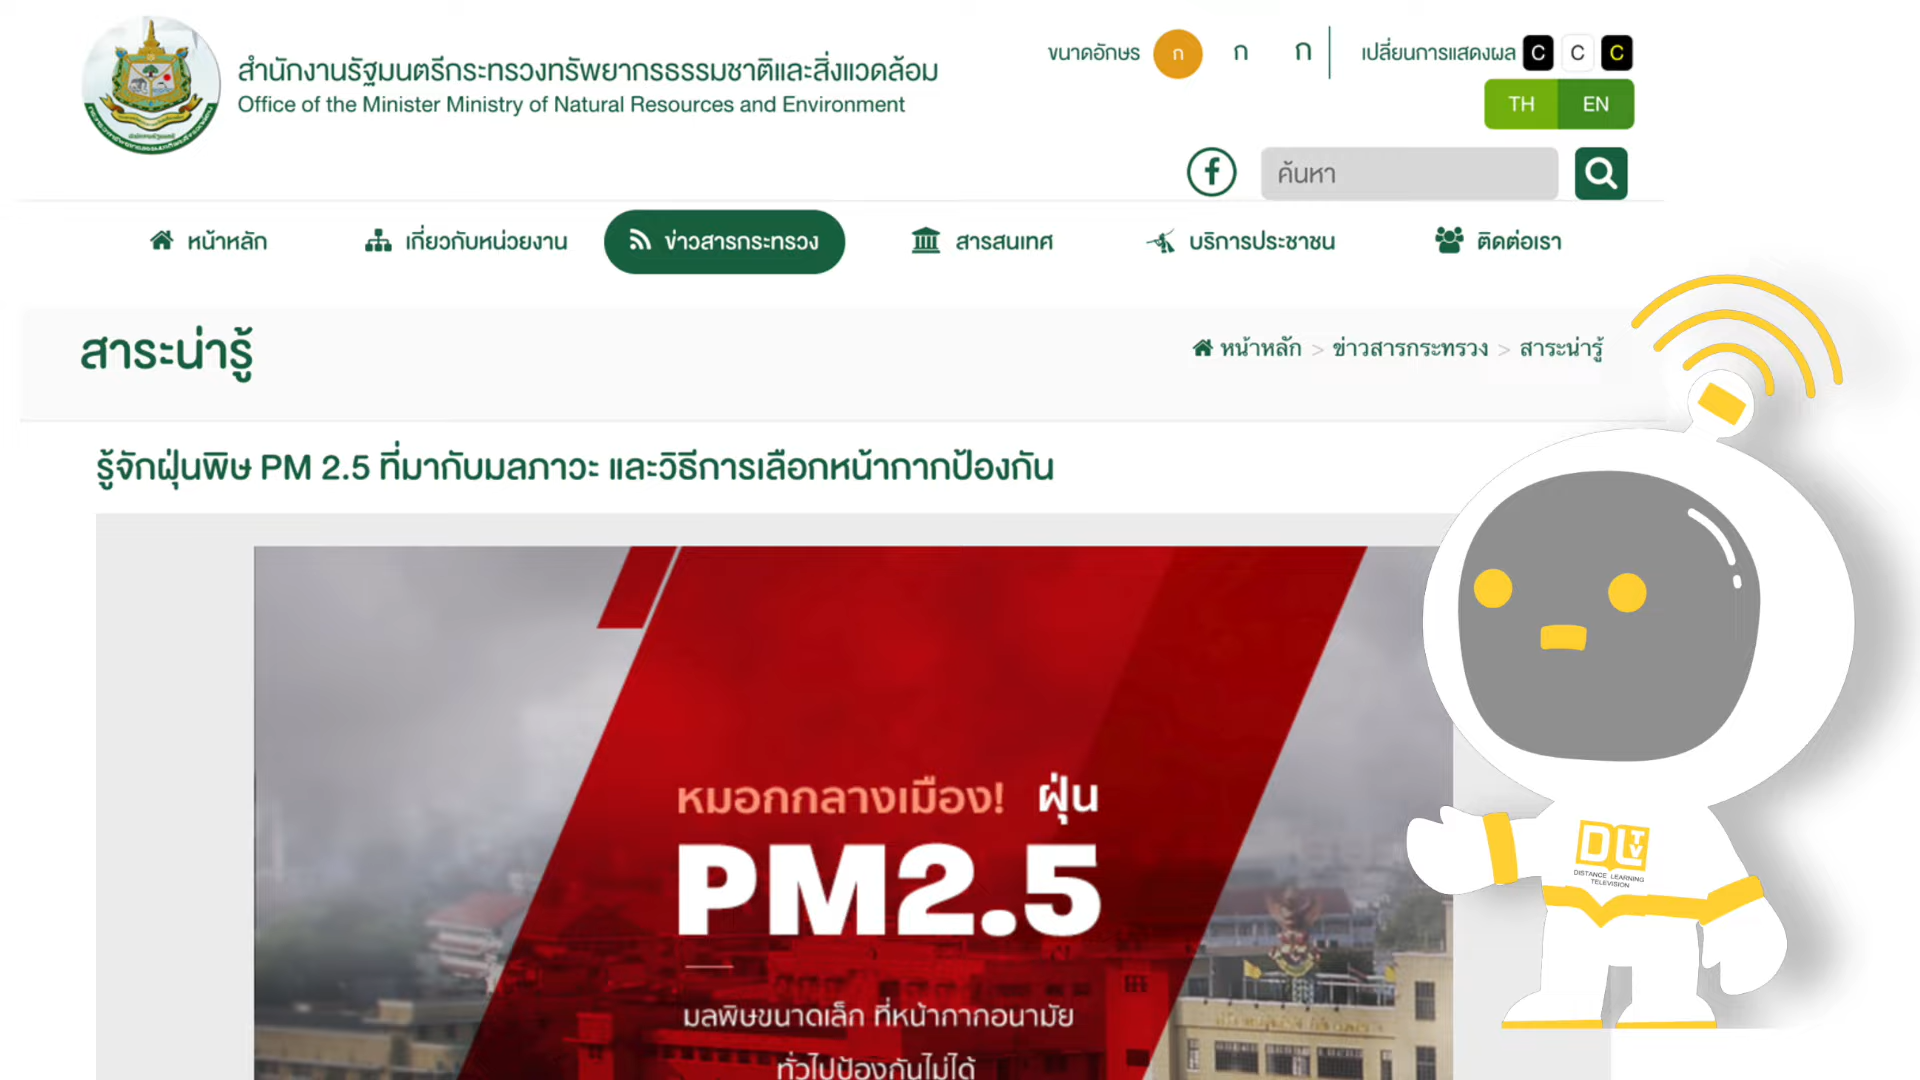 สำนักงานรัฐมนตรีกระทรวงทรัพยากรธรรมชาติและสิ่งแวดล้อม
Office of the Minister Ministry of Natural Resources and Environment
ขนาดอักษร ก ก ก เปลี่ยนการแสดงผล C C C
TH EN
ค้นหา
หน้าหลัก เกี่ยวกับหน่วยงาน ข่าวสารกระทรวง สารสนเทศ บริการประชาชน ติดต่อเรา
สาระน่ารู้
หน้าหลัก > ข่าวสารกระทรวง > สาระน่ารู้
รู้จักฝุ่นพิษ PM 2.5 ที่มากับมลภาวะ และวิธีการเลือกหน้ากากป้องกัน
หมอกกลางเมือง! ฝุ่น
PM2.5
มลพิษขนาดเล็ก ที่หน้ากากอนามัย
ทั่วไปป้องกันไม่ได้
DLTV
DISTANCE LEARNING
TELEVISION